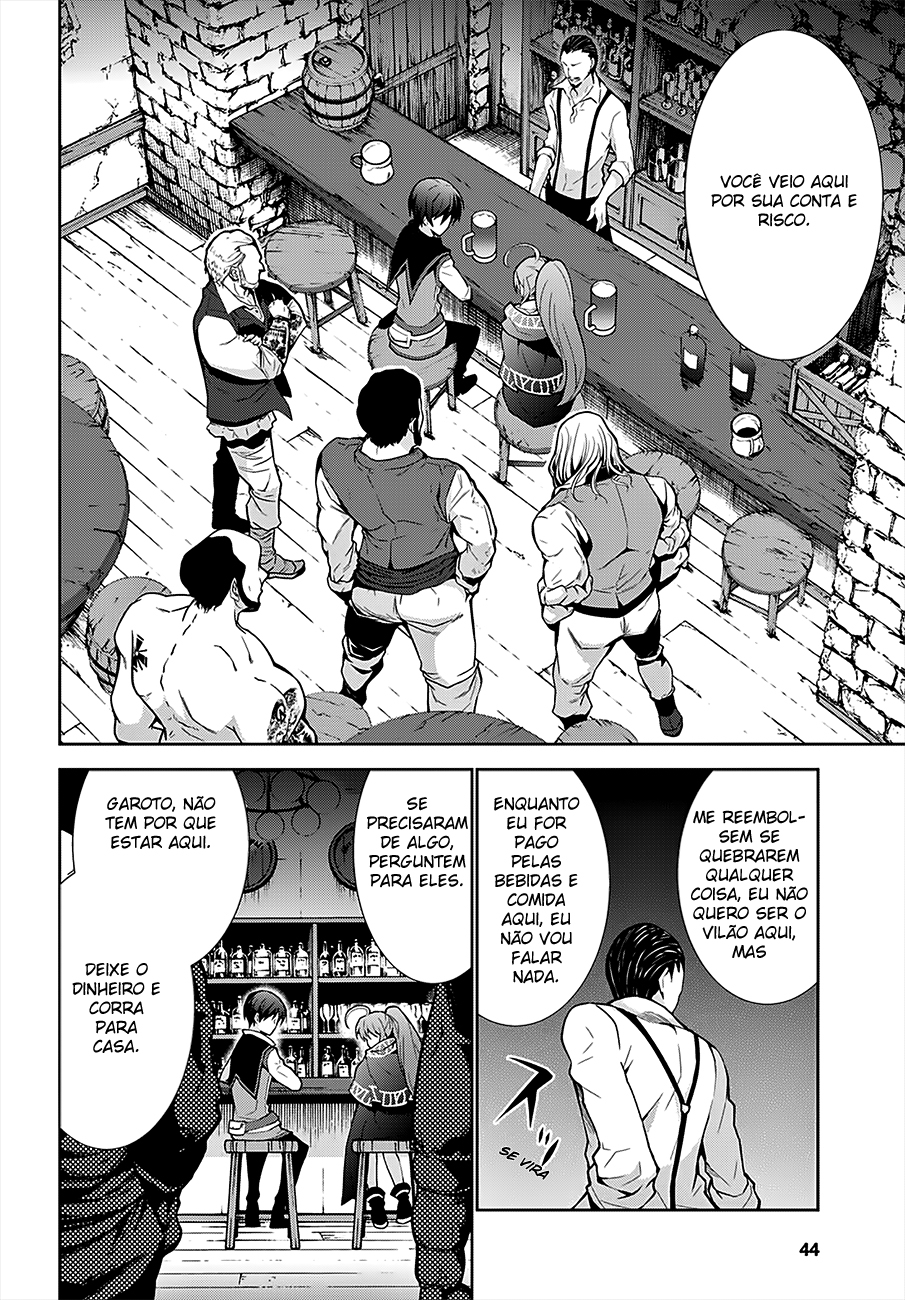 VOCÊ VEIO AQUI
POR SUA CONTA E
RISCO.
ME REEMBOL-
SEM SE
QUEBRAREM
QUALQUER
COISA, EU NÃO
QUERO SER O
VILÃO AQUI,
MAS
ENQUANTO
EU FOR
PAGO
PELAS
BEBIDAS E
COMIDA
AQUI, EU
NÃO VOU
FALAR
NADA.
SE VIRA
SE
PRECISARAM
DE ALGO,
PERGUNTEM
PARA ELES.
GAROTO, NÃO
TEM POR QUE
ESTAR AQUI.
DEIXE O
DINHEIRO E
CORRA
PARA
CASA.
44